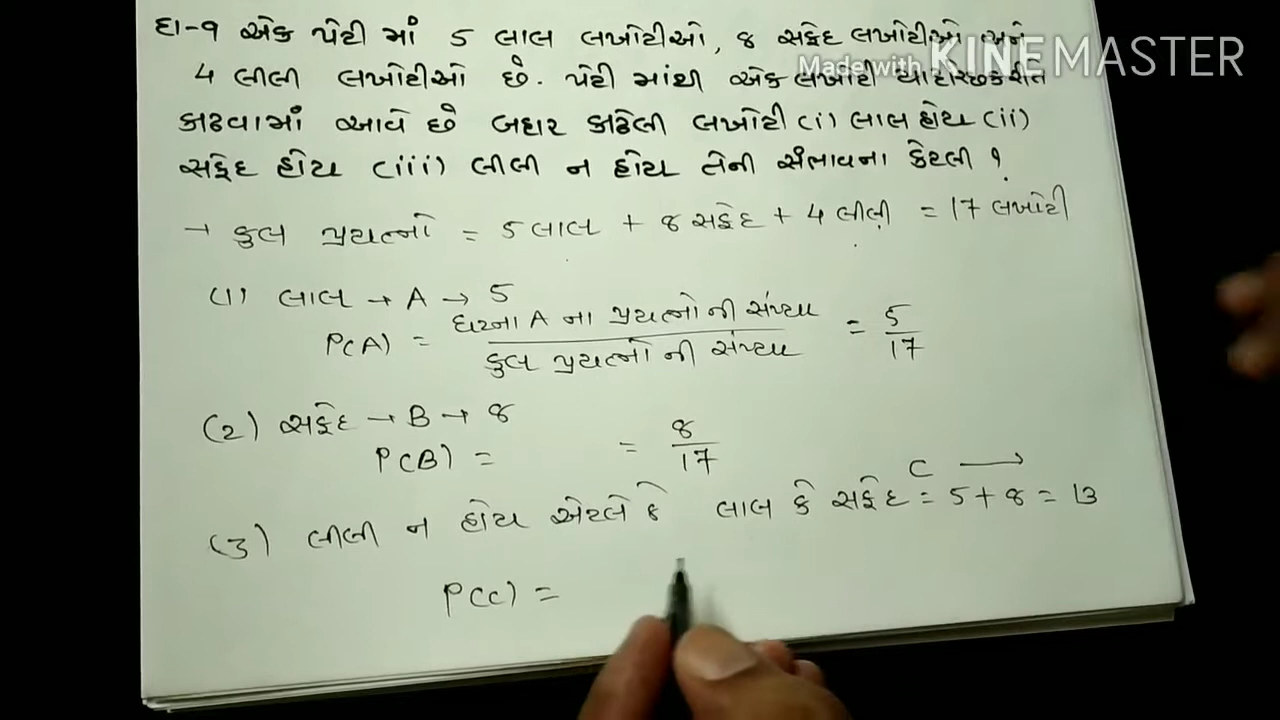 દા-૧ એક પેટી માં 5 લાલ લખોટીઓ, 8 સફેદ લખોટીઓ અને
Made with KINEMASTER
4 લીલી લખોટીઓ છે. પેટી માંથી એક લખોટી યાદૃચ્છિક રીતે
કાઢવામાં આવે છે બહાર કાઢેલી લખોટી (i) લાલ હોય (ii)
સફેદ હોય (iii) લીલી ન હોય તેની સંભાવના કેટલી ?
→ કુલ પ્રયત્નો = 5 લાલ + 8 સફેદ + 4 લીલી = 17 લખોટી
(1) લાલ → A → 5
P(A) = ઘટના A ના પ્રયત્નો ની સંખ્યા / કુલ પ્રયત્નો ની સંખ્યા = 5/17
(2) સફેદ → B → 8
P(B) = = 8/17
C →
(3) લીલી ન હોય એટલે કે લાલ કે સફેદ = 5 + 8 = 13
P(C) =